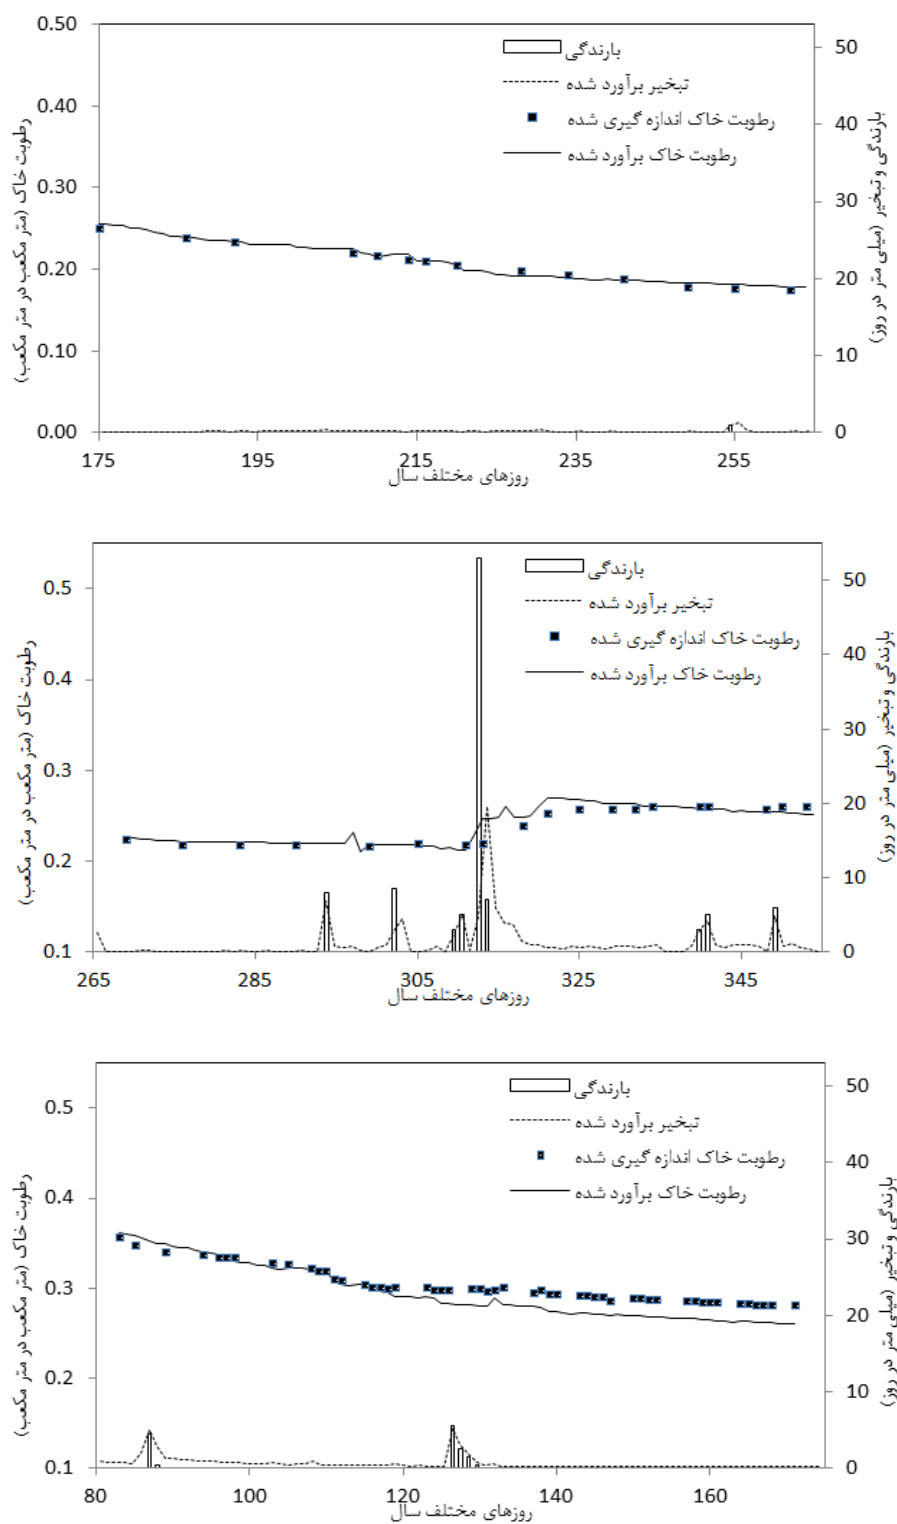 0.50
0.40
0.30
0.20
0.10
0.00
50
40
30
20
10
0
175 195 215 235 255
بارندگی
تبخیر برآورد شده
رطوبت خاک اندازه گیری شده
رطوبت خاک برآورد شده
رطوبت خاک (متر مکعب در متر مکعب)
بارندگی و تبخیر (میلی متر در روز)
روزهای مختلف سال
0.5
0.4
0.3
0.2
0.1
50
40
30
20
10
0
265 285 305 325 345
بارندگی
تبخیر برآورد شده
رطوبت خاک اندازه گیری شده
رطوبت خاک برآورد شده
رطوبت خاک (متر مکعب در متر مکعب)
بارندگی و تبخیر (میلی متر در روز)
روزهای مختلف سال
0.5
0.4
0.3
0.2
0.1
50
40
30
20
10
0
80 100 120 140 160
بارندگی
تبخیر برآورد شده
رطوبت خاک اندازه گیری شده
رطوبت خاک برآورد شده
رطوبت خاک (متر مکعب در متر مکعب)
بارندگی و تبخیر (میلی متر در روز)
روزهای مختلف سال